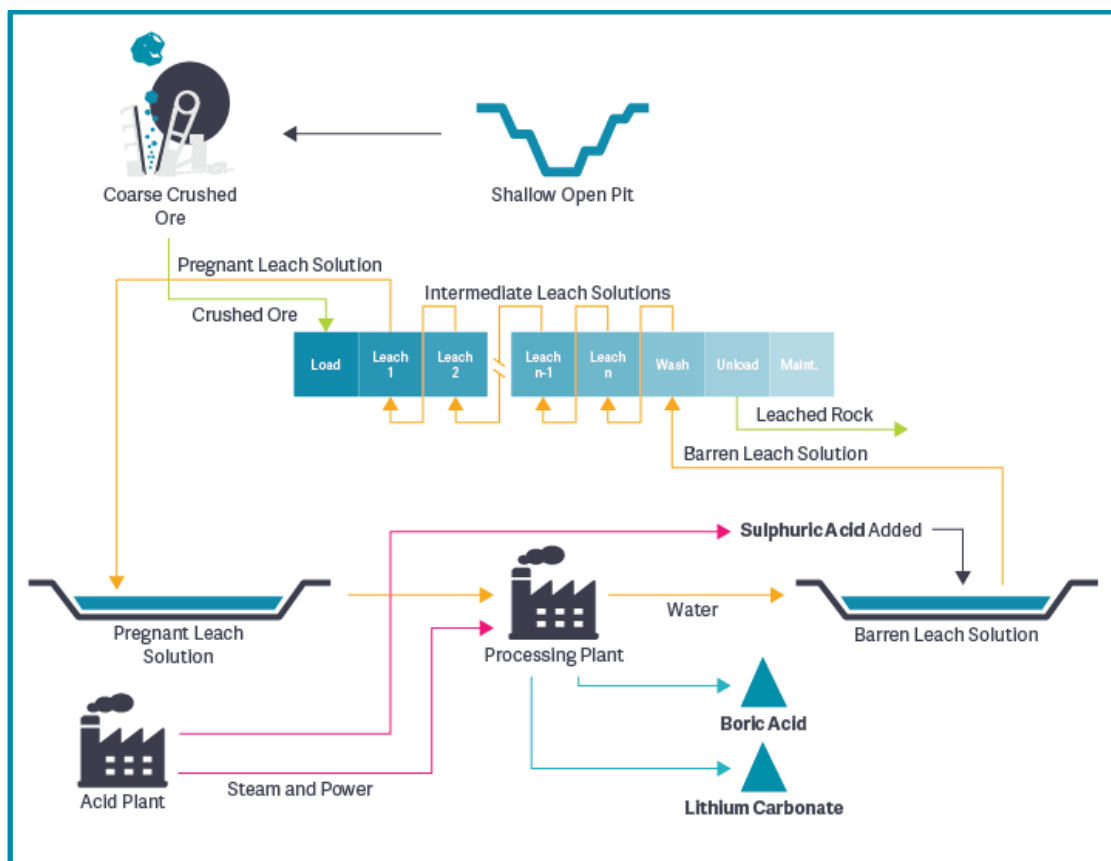 Coarse Crushed
Ore
Shallow Open Pit
Pregnant Leach Solution
Intermediate Leach Solutions
Crushed Ore
Load
Leach
1
Leach
2
Leach
n-1
Leach
n
Wash
Unload
Maint.
Leached Rock
Barren Leach Solution
Sulphuric Acid Added
Pregnant Leach
Solution
Processing Plant
Water
Barren Leach Solution
Boric Acid
Acid Plant
Steam and Power
Lithium Carbonate